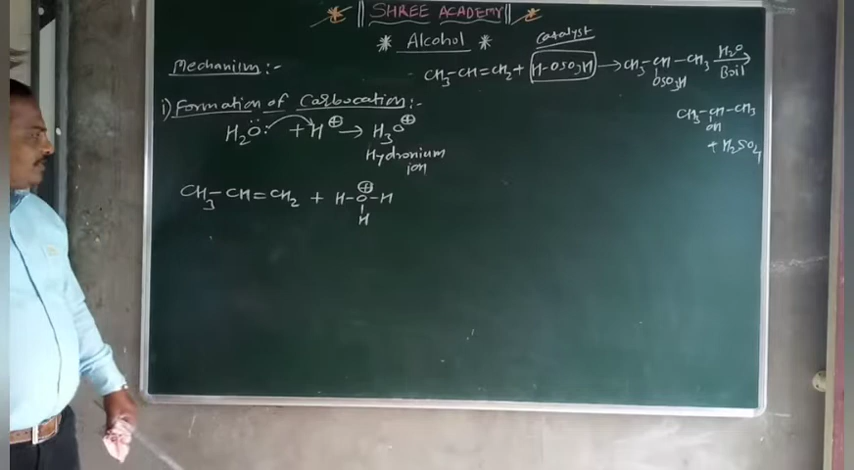 || SHREE ACADEMY ||
* Alcohol *
Catalyst
Mechanism :-
CH₃-CH=CH₂ + H-OSO₃H → CH₃-CH-CH₃ H₂O
OSO₃H Boil
i) Formation of Carbocation :-
CH₃-CH-CH₃
OH
+ H₂SO₄
H₂Ö: + H⊕ → H₃O⊕
Hydronium
ion
CH₃-CH=CH₂ + H-O-H
⊕
H